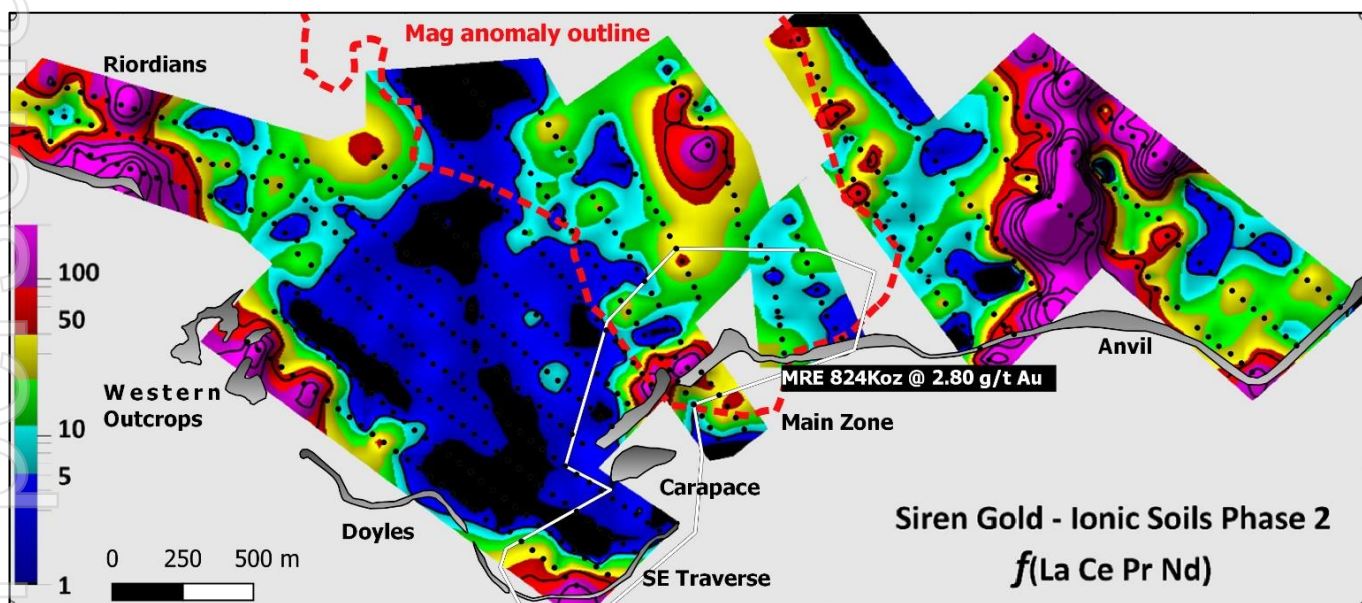 Mag anomaly outline
Riordians
100
50
10
5
1
Western
Outcrops
Anvil
MRE 824Koz @ 2.80 g/t Au
Main Zone
Carapace
Doyles
Siren Gold - Ionic Soils Phase 2
f(La Ce Pr Nd)
0 250 500 m
SE Traverse